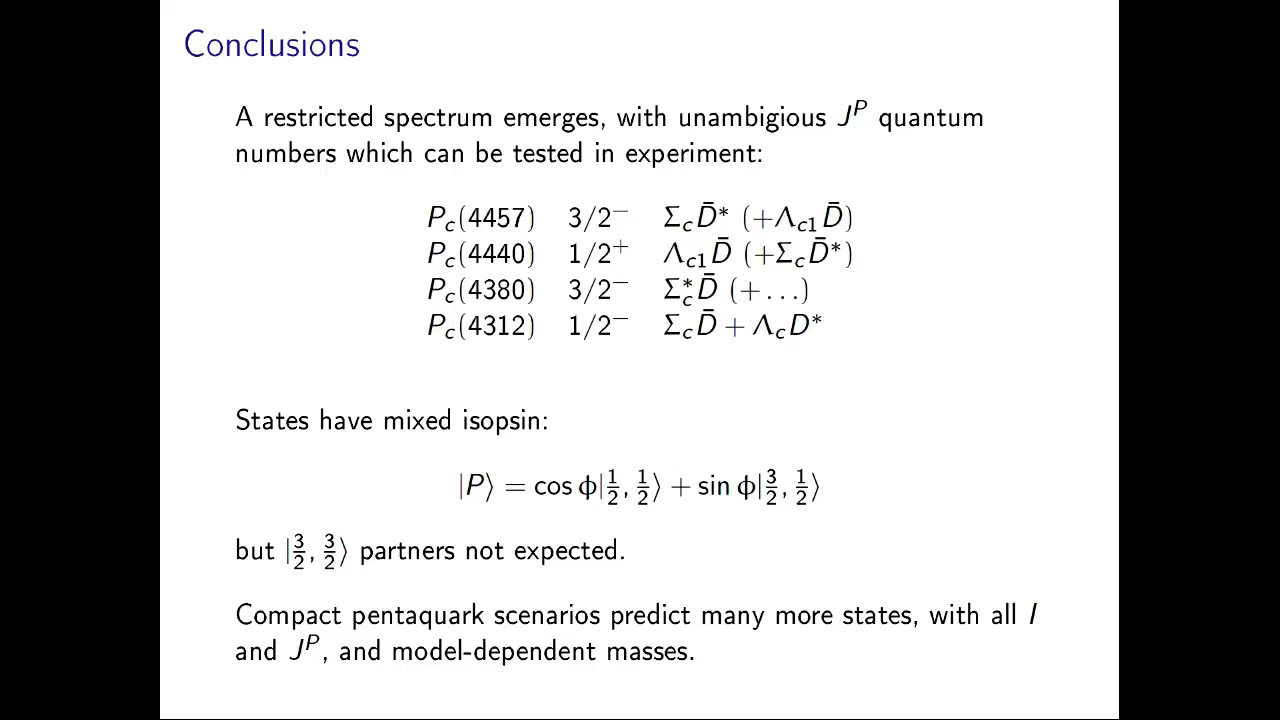 Conclusions
A restricted spectrum emerges, with unambigious J^P quantum
numbers which can be tested in experiment:
P_c(4457) 3/2⁻ Σ_c D̄* (+Λ_c1 D̄)
P_c(4440) 1/2⁺ Λ_c1 D̄ (+Σ_c D̄*)
P_c(4380) 3/2⁻ Σ*_c D̄ (+ ...)
P_c(4312) 1/2⁻ Σ_c D̄ + Λ_c D*
States have mixed isopsin:
|P⟩ = cos ϕ|1/2, 1/2⟩ + sin ϕ|3/2, 1/2⟩
but |3/2, 3/2⟩ partners not expected.
Compact pentaquark scenarios predict many more states, with all I
and J^P, and model-dependent masses.